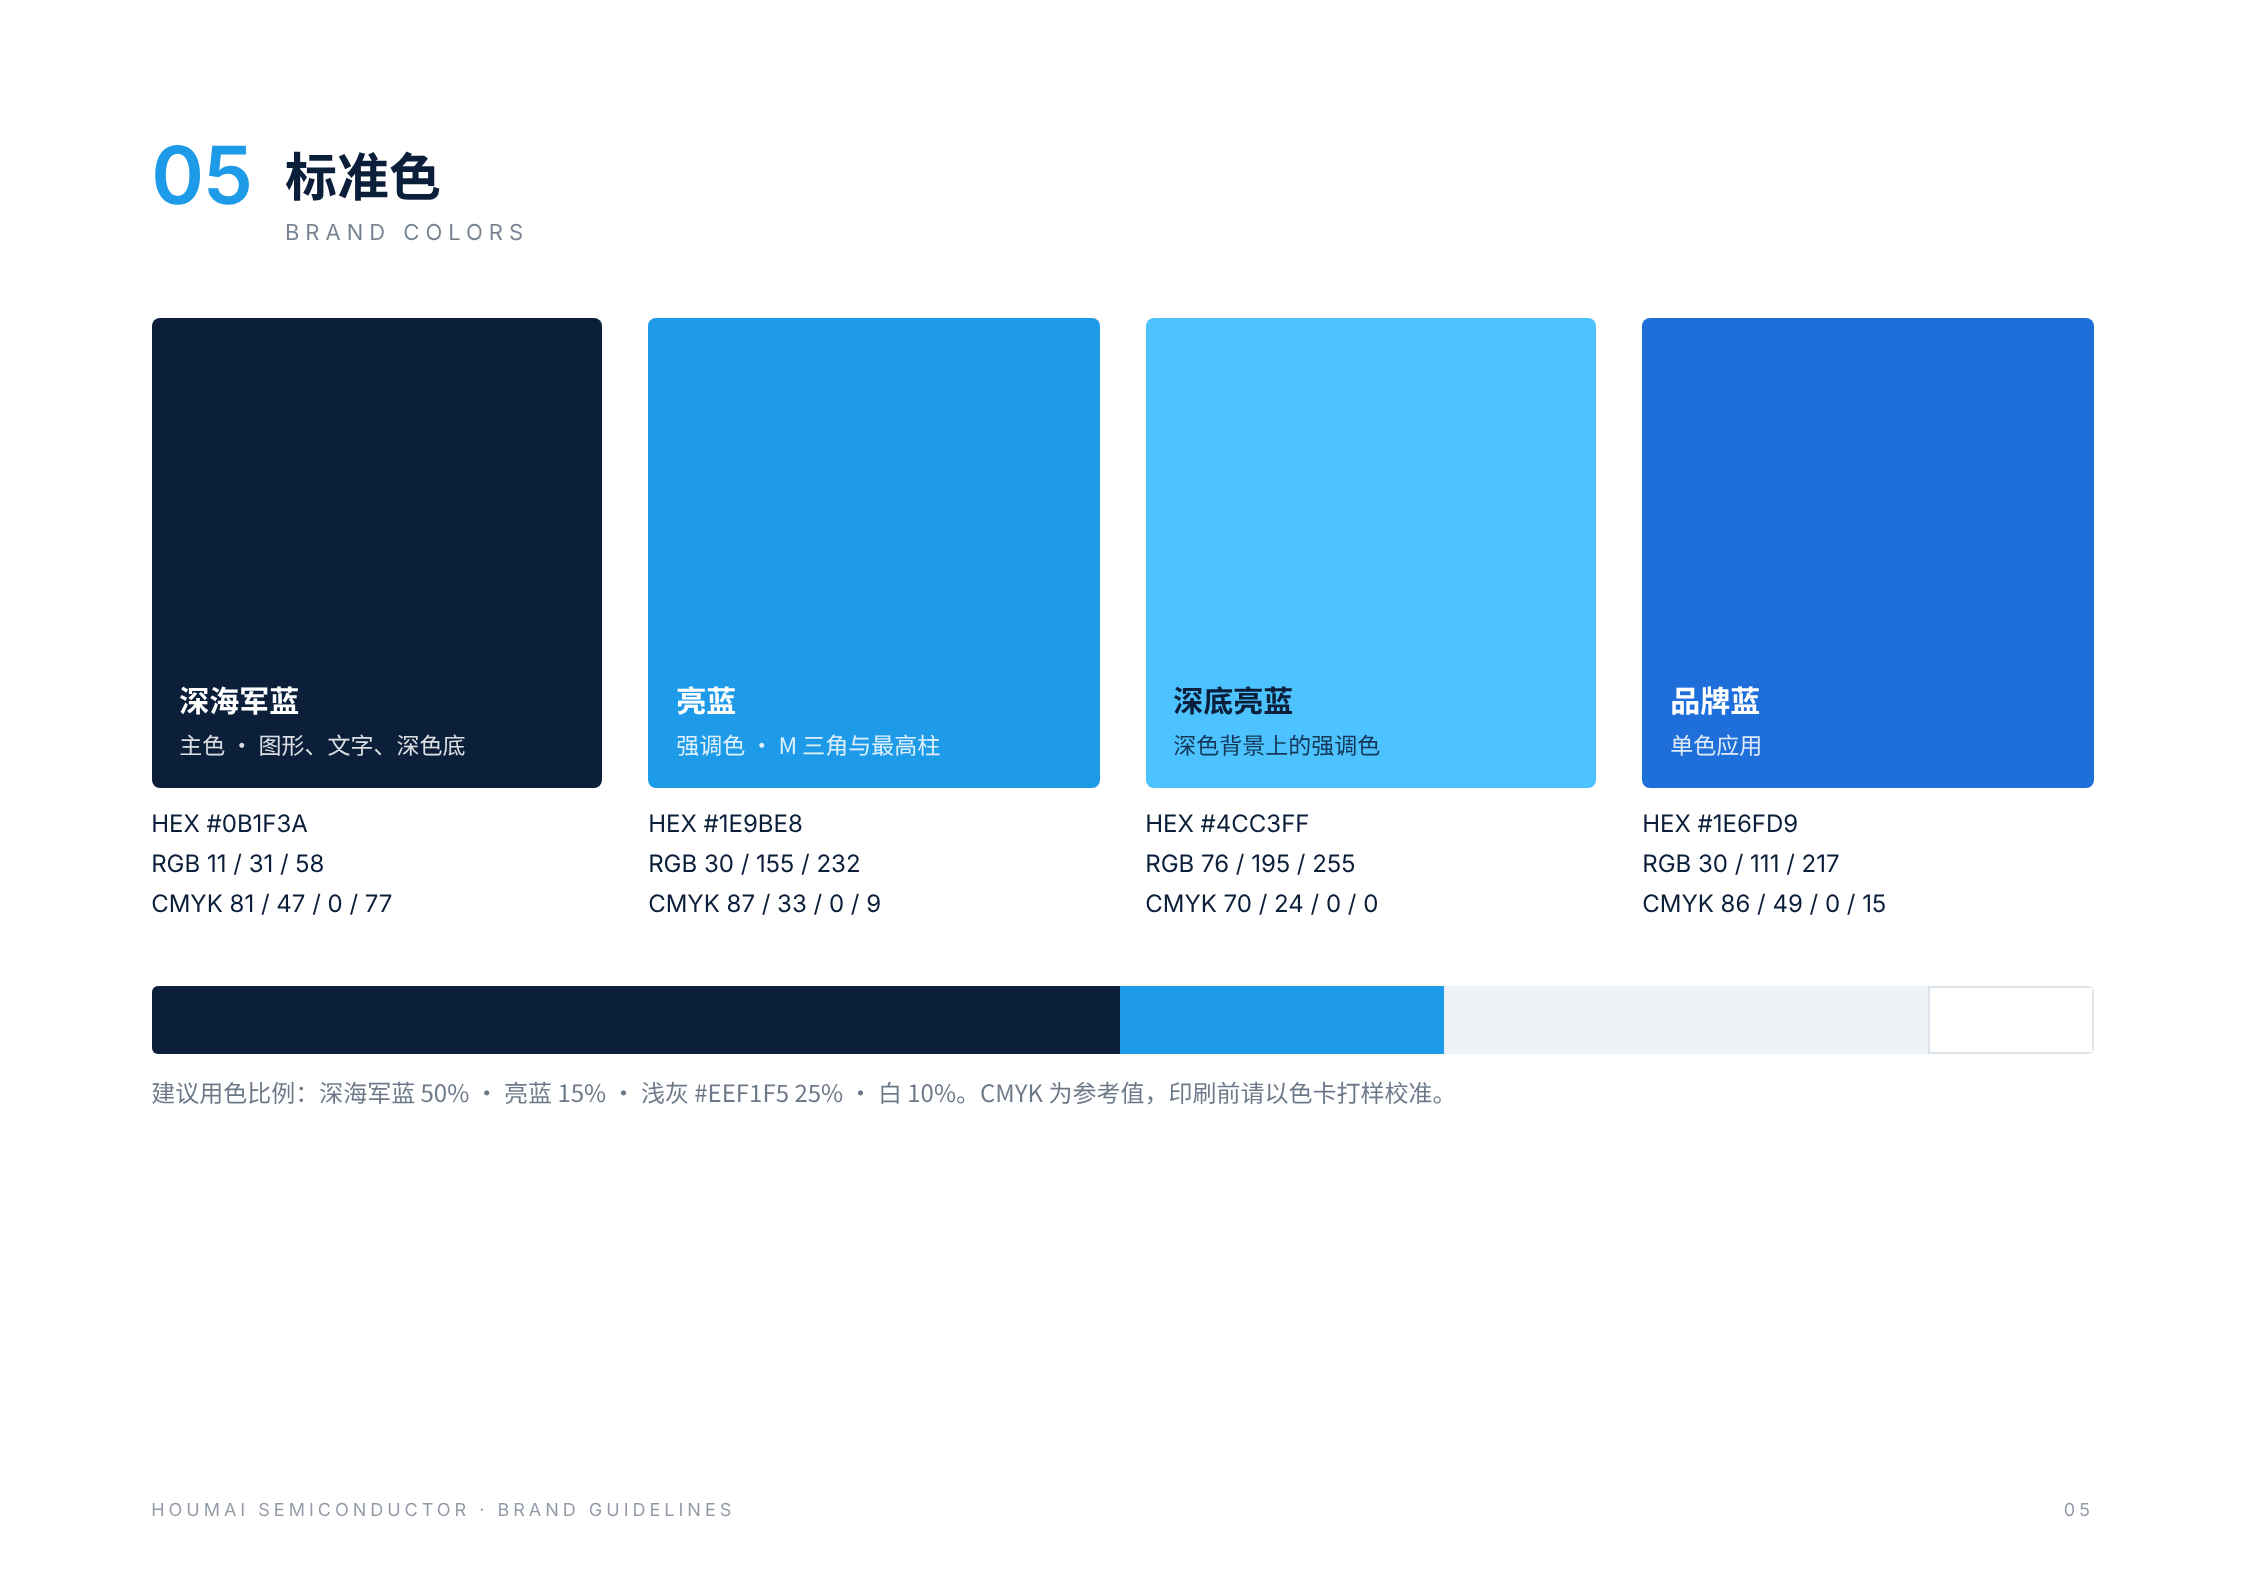 05 标准色
BRAND COLORS
深海军蓝
主色 · 图形、文字、深色底
HEX #0B1F3A
RGB 11 / 31 / 58
CMYK 81 / 47 / 0 / 77
亮蓝
强调色 · M 三角与最高柱
HEX #1E9BE8
RGB 30 / 155 / 232
CMYK 87 / 33 / 0 / 9
深底亮蓝
深色背景上的强调色
HEX #4CC3FF
RGB 76 / 195 / 255
CMYK 70 / 24 / 0 / 0
品牌蓝
单色应用
HEX #1E6FD9
RGB 30 / 111 / 217
CMYK 86 / 49 / 0 / 15
建议用色比例：深海军蓝 50% · 亮蓝 15% · 浅灰 #EEF1F5 25% · 白 10%。CMYK 为参考值，印刷前请以色卡打样校准。
HOUMAI SEMICONDUCTOR · BRAND GUIDELINES
05